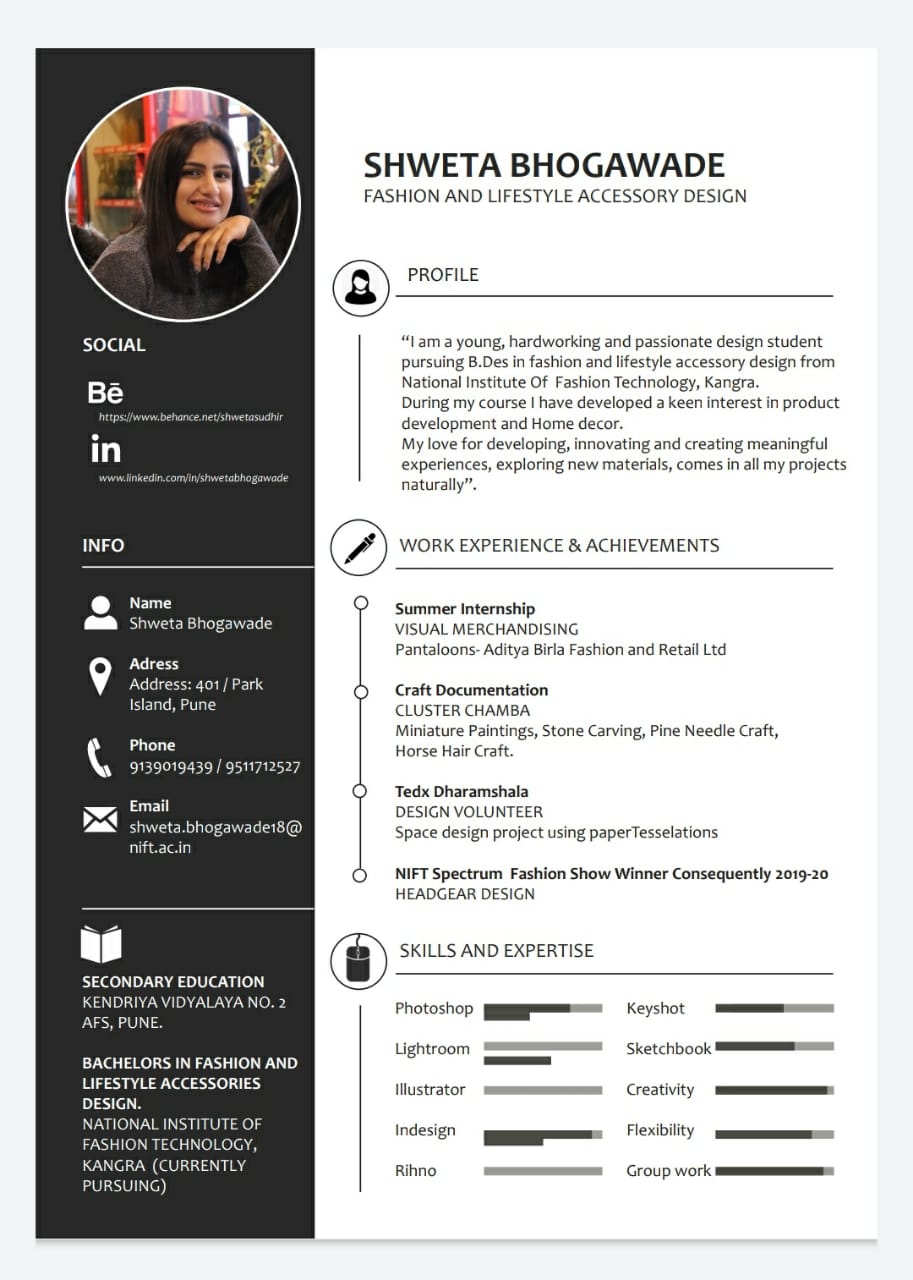 SHWETA BHOGAWADE
FASHION AND LIFESTYLE ACCESSORY DESIGN
SOCIAL
Bē
https://www.behance.net/shwetasudhir
in
www.linkedin.com/in/shwetabhogawade
INFO
Name
Shweta Bhogawade
Adress
Address: 401 / Park
Island, Pune
Phone
9139019439 / 9511712527
Email
shweta.bhogawade18@
nift.ac.in
SECONDARY EDUCATION
KENDRIYA VIDYALAYA NO. 2
AFS, PUNE.
BACHELORS IN FASHION AND
LIFESTYLE ACCESSORIES
DESIGN.
NATIONAL INSTITUTE OF
FASHION TECHNOLOGY,
KANGRA (CURRENTLY
PURSUING)
PROFILE
“I am a young, hardworking and passionate design student
pursuing B.Des in fashion and lifestyle accessory design from
National Institute Of Fashion Technology, Kangra.
During my course I have developed a keen interest in product
development and Home decor.
My love for developing, innovating and creating meaningful
experiences, exploring new materials, comes in all my projects
naturally”.
WORK EXPERIENCE & ACHIEVEMENTS
Summer Internship
VISUAL MERCHANDISING
Pantaloons- Aditya Birla Fashion and Retail Ltd
Craft Documentation
CLUSTER CHAMBA
Miniature Paintings, Stone Carving, Pine Needle Craft,
Horse Hair Craft.
Tedx Dharamshala
DESIGN VOLUNTEER
Space design project using paperTesselations
NIFT Spectrum Fashion Show Winner Consequently 2019-20
HEADGEAR DESIGN
SKILLS AND EXPERTISE
Photoshop
Lightroom
Illustrator
Indesign
Rihno
Keyshot
Sketchbook
Creativity
Flexibility
Group work